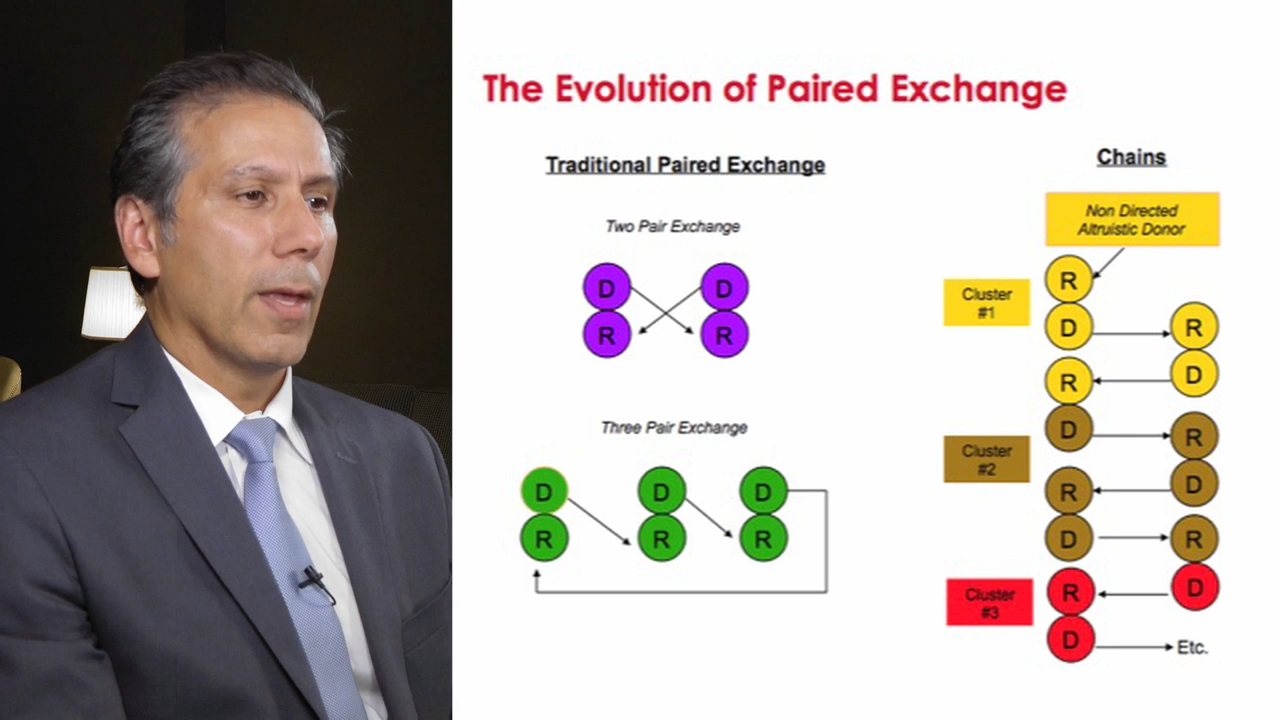 The Evolution of Paired Exchange
Traditional Paired Exchange
Two Pair Exchange
D D
R R
Three Pair Exchange
D D D
R R R
Chains
Non Directed
Altruistic Donor
Cluster
#1
R
D R
R D
Cluster
#2
D R
R D
D R
Cluster
#3
R D
D Etc.